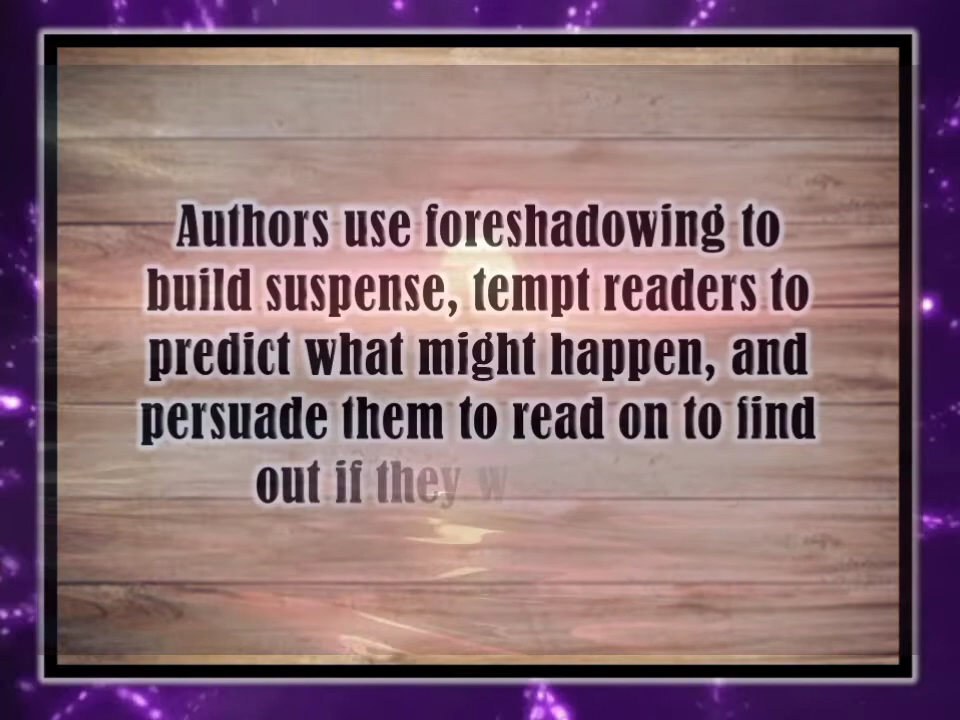 Authors use foreshadowing to
build suspense, tempt readers to
predict what might happen, and
persuade them to read on to find
out if they